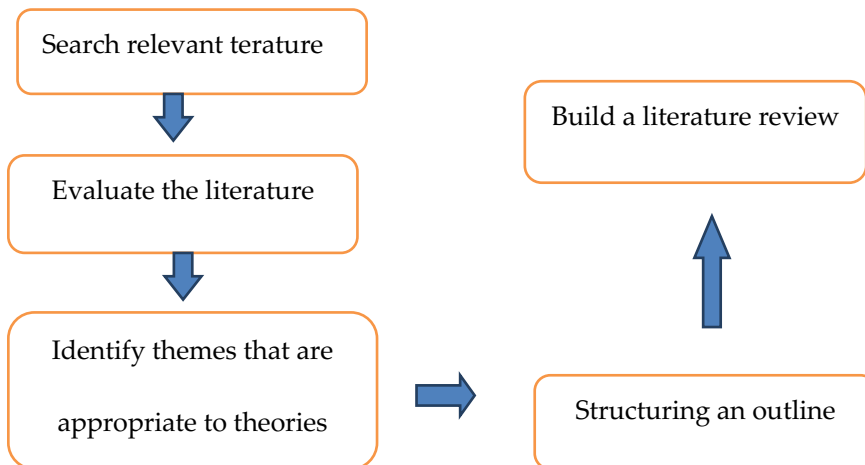 Search relevant terature
Evaluate the literature
Identify themes that are
appropriate to theories
Structuring an outline
Build a literature review